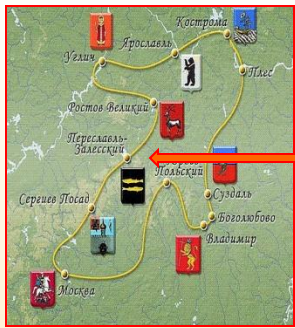 Кострома
Ярославль
Углич
Плес
Ростов Великий
Переславль-
Залесский
Польский
Сергиев Посад
Суздаль
Боголюбово
Владимир
Москва